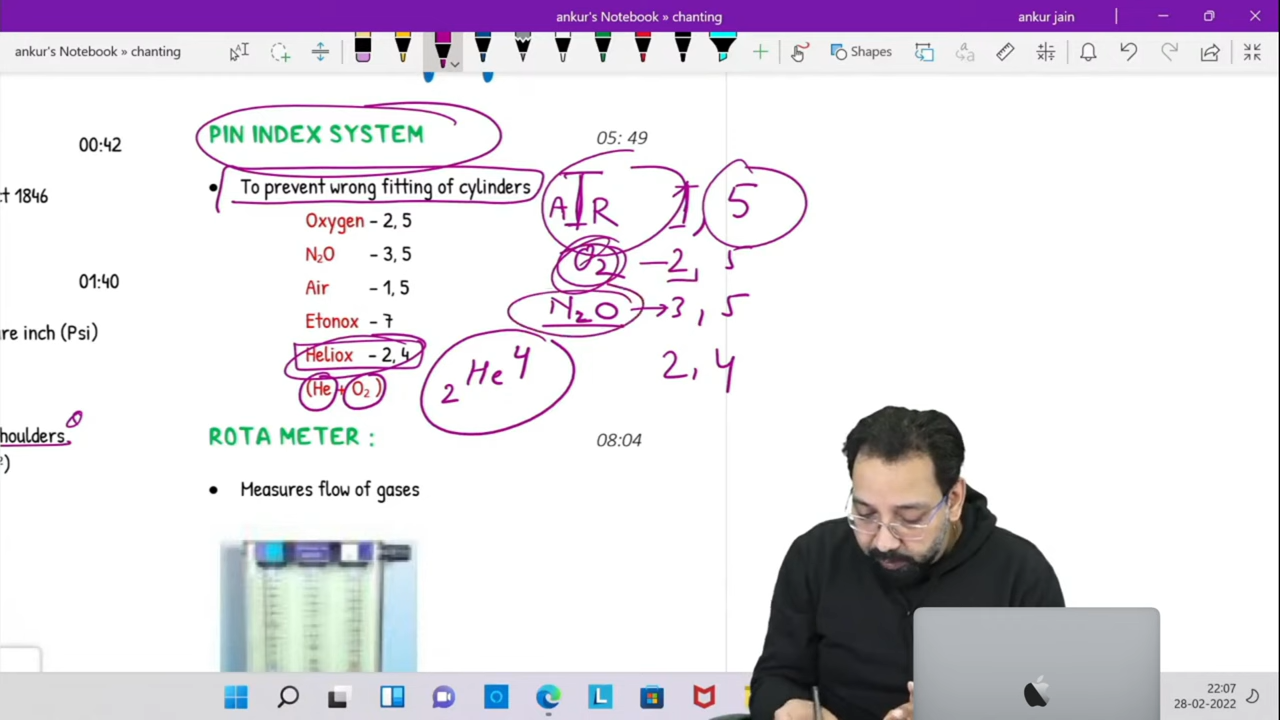 ankur's Notebook » chanting
ankur jain
ankur's Notebook » chanting
Shapes
00:42
PIN INDEX SYSTEM
05: 49
ct 1846
• To prevent wrong fitting of cylinders
AIR 1, 5
Oxygen - 2, 5
O2 — 2, 5
N₂O - 3, 5
01:40
Air - 1, 5
N2O → 3, 5
Etonox - 7
ure inch (Psi)
Heliox - 2, 4
2He4
2, 4
(He + O₂ )
houlders.
ROTA METER :
08:04
²)
• Measures flow of gases
22:07
28-02-2022